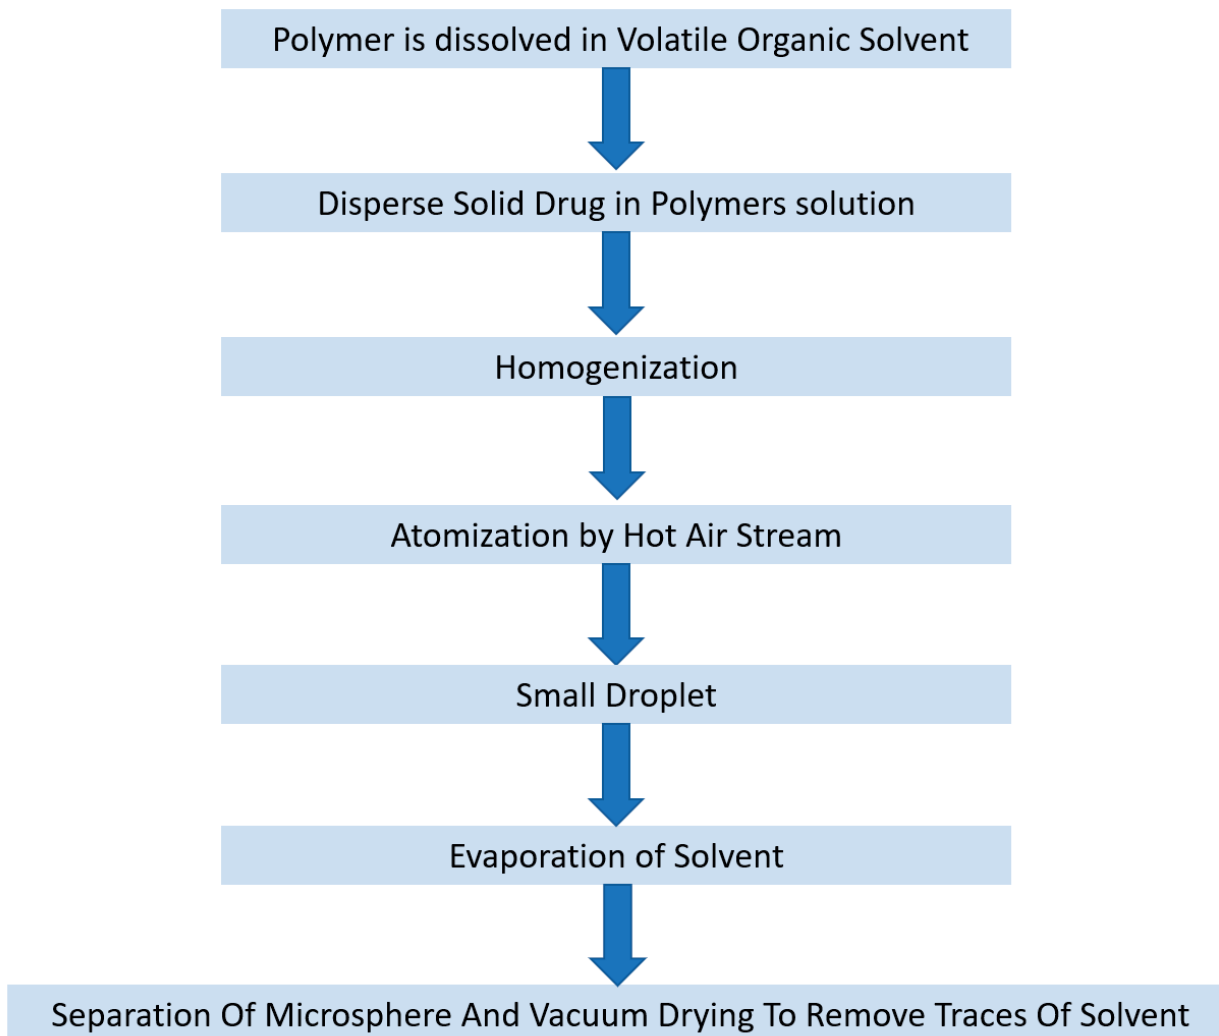 Polymer is dissolved in Volatile Organic Solvent
Disperse Solid Drug in Polymers solution
Homogenization
Atomization by Hot Air Stream
Small Droplet
Evaporation of Solvent
Separation Of Microsphere And Vacuum Drying To Remove Traces Of Solvent